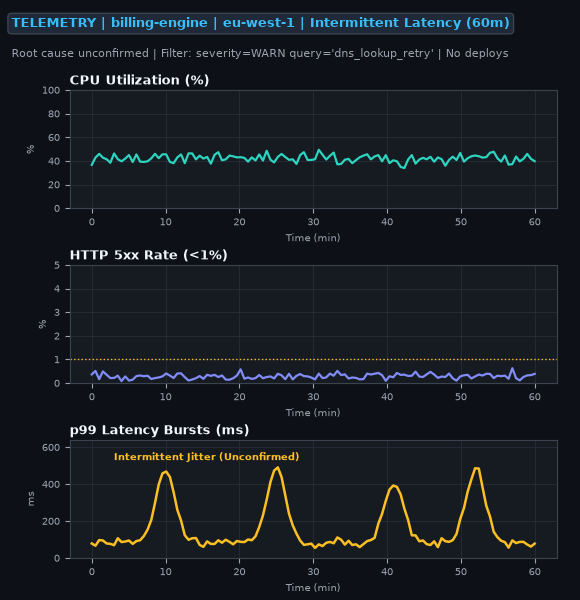 TELEMETRY | billing-engine | eu-west-1 | Intermittent Latency (60m)
Root cause unconfirmed | Filter: severity=WARN query='dns_lookup_retry' | No deploys
CPU Utilization (%)
100
80
60
40
20
0
%
0 10 20 30 40 50 60
Time (min)
HTTP 5xx Rate (<1%)
5
4
3
2
1
0
%
0 10 20 30 40 50 60
Time (min)
p99 Latency Bursts (ms)
Intermittent Jitter (Unconfirmed)
600
400
200
0
ms
0 10 20 30 40 50 60
Time (min)